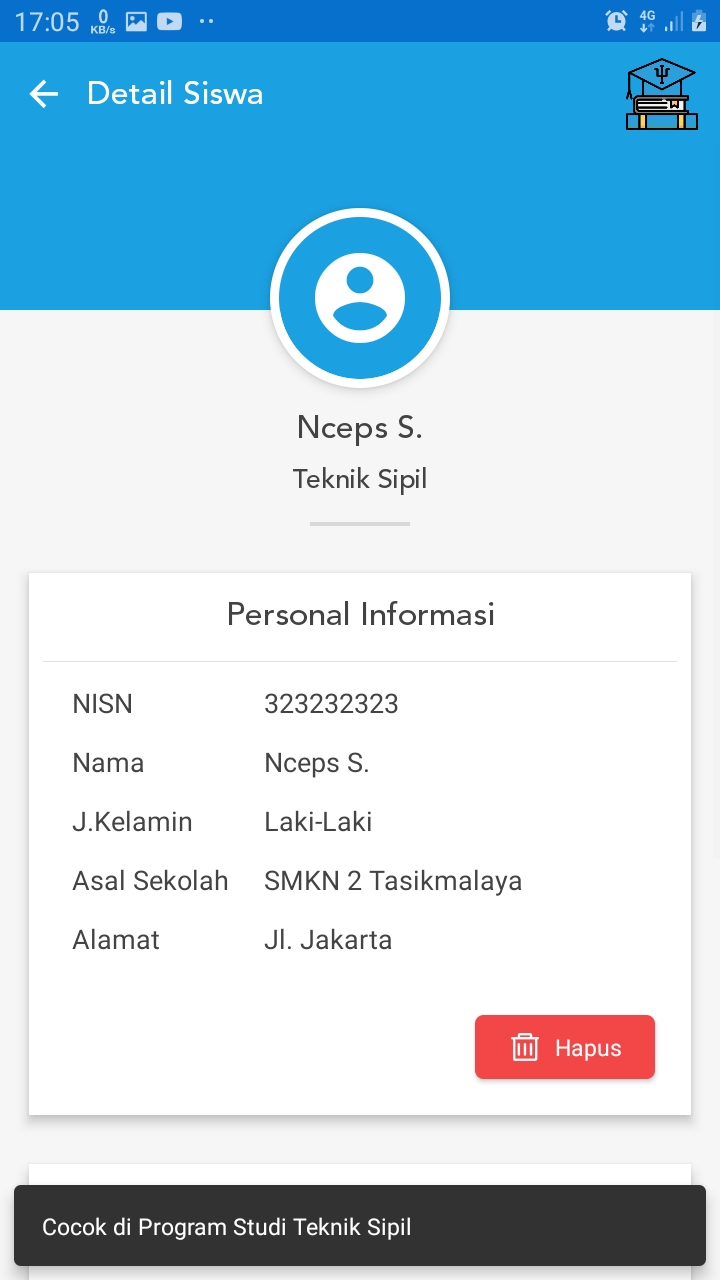 17:05 0 KB/s 4G
Detail Siswa
Nceps S.
Teknik Sipil
Personal Informasi
NISN 323232323
Nama Nceps S.
J.Kelamin Laki-Laki
Asal Sekolah SMKN 2 Tasikmalaya
Alamat Jl. Jakarta
Hapus
Cocok di Program Studi Teknik Sipil